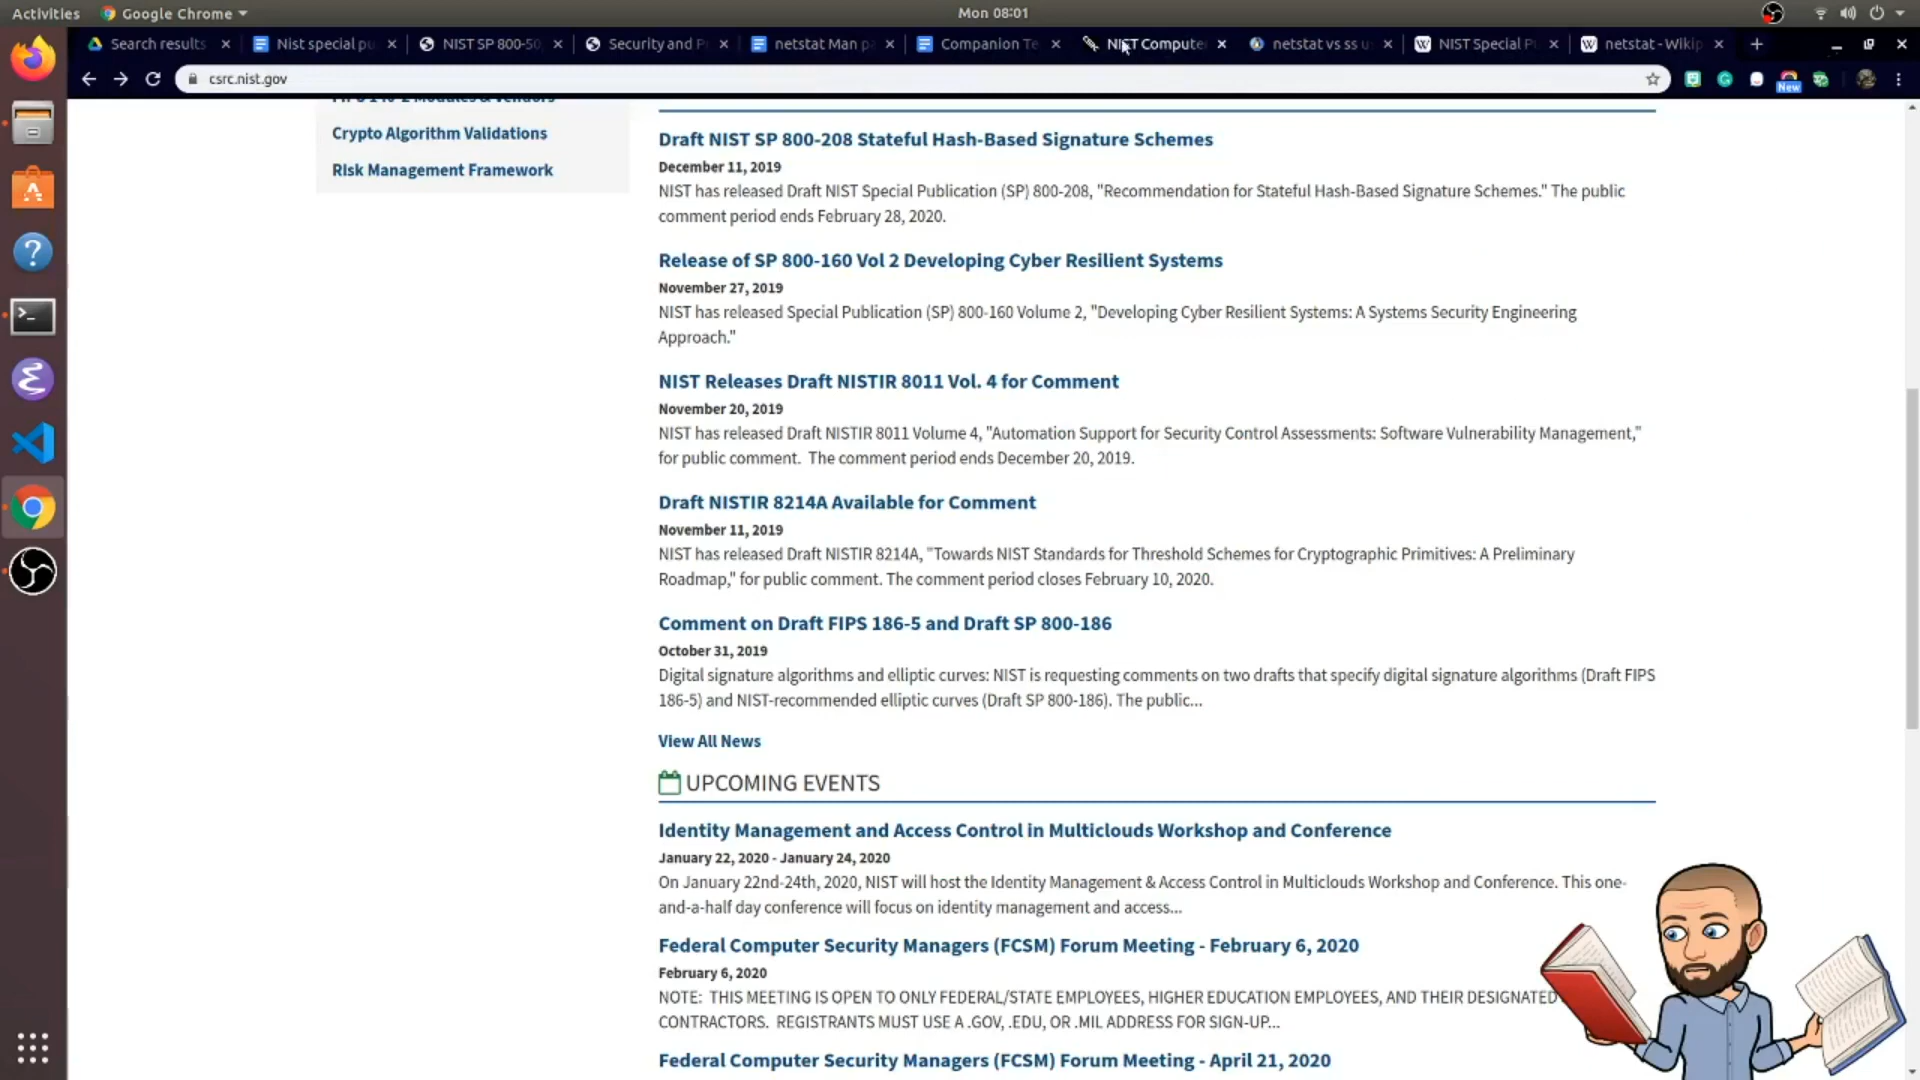 Activities Google Chrome Mon 08:01
Search results Nist special pu NIST SP 800-50, Security and P netstat Man pa Companion Te NIST Compute netstat vs ss u NIST Special P netstat - Wikip
csrc.nist.gov New
FIPS 140-2 Modules & Vendors
Crypto Algorithm Validations
Risk Management Framework
Draft NIST SP 800-208 Stateful Hash-Based Signature Schemes
December 11, 2019
NIST has released Draft NIST Special Publication (SP) 800-208, "Recommendation for Stateful Hash-Based Signature Schemes." The public
comment period ends February 28, 2020.
Release of SP 800-160 Vol 2 Developing Cyber Resilient Systems
November 27, 2019
NIST has released Special Publication (SP) 800-160 Volume 2, "Developing Cyber Resilient Systems: A Systems Security Engineering
Approach."
NIST Releases Draft NISTIR 8011 Vol. 4 for Comment
November 20, 2019
NIST has released Draft NISTIR 8011 Volume 4, "Automation Support for Security Control Assessments: Software Vulnerability Management,"
for public comment. The comment period ends December 20, 2019.
Draft NISTIR 8214A Available for Comment
November 11, 2019
NIST has released Draft NISTIR 8214A, "Towards NIST Standards for Threshold Schemes for Cryptographic Primitives: A Preliminary
Roadmap," for public comment. The comment period closes February 10, 2020.
Comment on Draft FIPS 186-5 and Draft SP 800-186
October 31, 2019
Digital signature algorithms and elliptic curves: NIST is requesting comments on two drafts that specify digital signature algorithms (Draft FIPS
186-5) and NIST-recommended elliptic curves (Draft SP 800-186). The public...
View All News
UPCOMING EVENTS
Identity Management and Access Control in Multiclouds Workshop and Conference
January 22, 2020 - January 24, 2020
On January 22nd-24th, 2020, NIST will host the Identity Management & Access Control in Multiclouds Workshop and Conference. This one-
and-a-half day conference will focus on identity management and access...
Federal Computer Security Managers (FCSM) Forum Meeting - February 6, 2020
February 6, 2020
NOTE: THIS MEETING IS OPEN TO ONLY FEDERAL/STATE EMPLOYEES, HIGHER EDUCATION EMPLOYEES, AND THEIR DESIGNATED
CONTRACTORS. REGISTRANTS MUST USE A .GOV, .EDU, OR .MIL ADDRESS FOR SIGN-UP...
Federal Computer Security Managers (FCSM) Forum Meeting - April 21, 2020